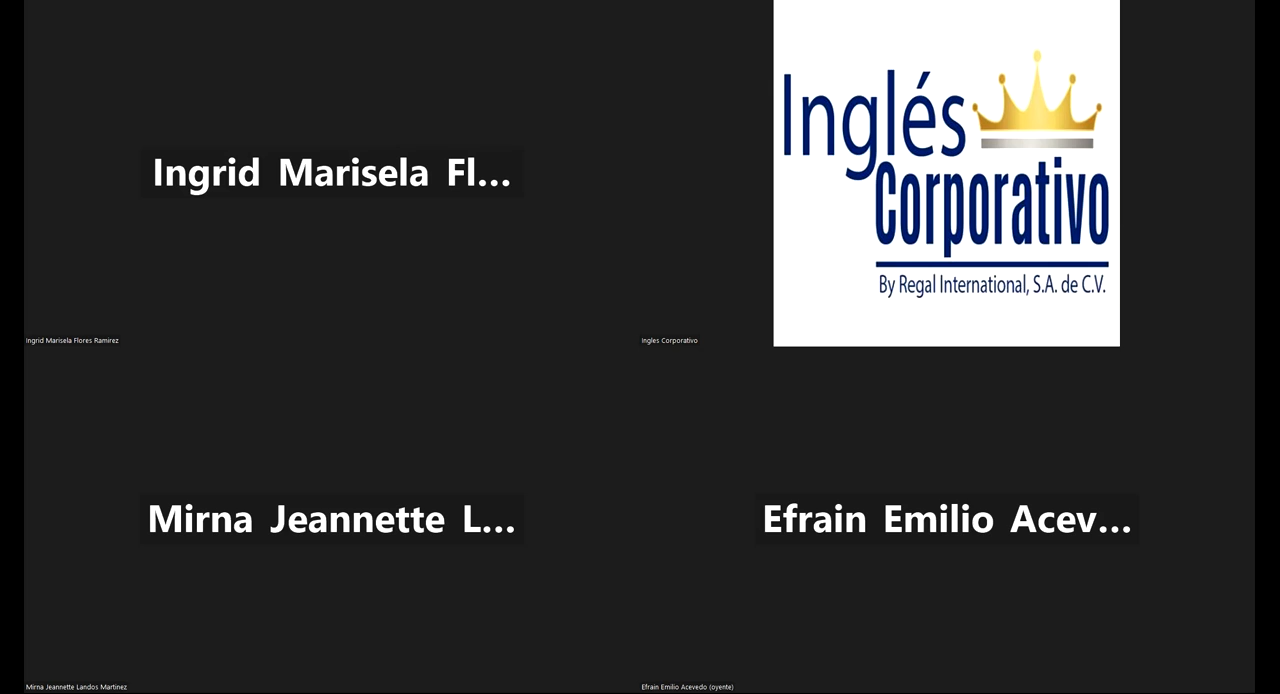 Ingrid Marisela Fl...
Ingrid Marisela Flores Ramirez
Inglés
Corporativo
By Regal International, S.A. de C.V.
Ingles Corporativo
Mirna Jeannette L...
Mirna Jeannette Landos Martinez
Efrain Emilio Acev...
Efrain Emilio Acevedo (oyente)